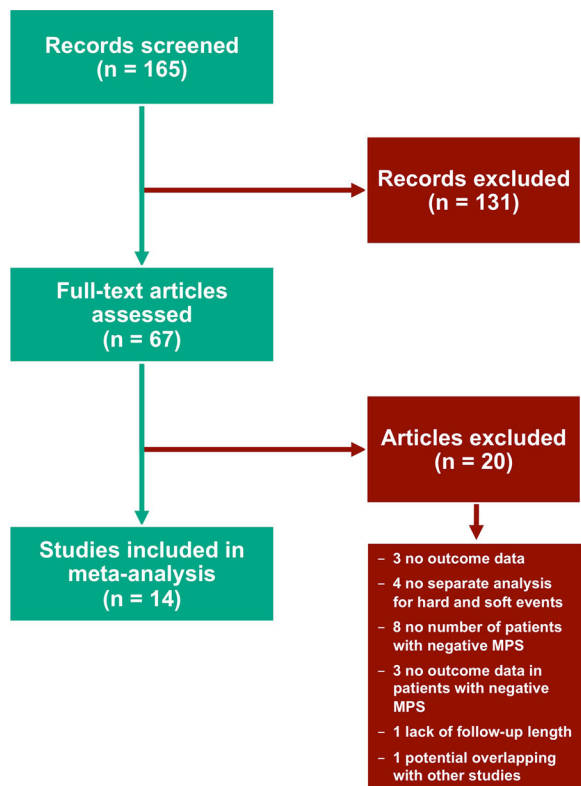 Records screened
(n = 165)
Records excluded
(n = 131)
Full-text articles
assessed
(n = 67)
Articles excluded
(n = 20)
Studies included in
meta-analysis
(n = 14)
– 3 no outcome data
– 4 no separate analysis
for hard and soft events
– 8 no number of patients
with negative MPS
– 3 no outcome data in
patients with negative
MPS
– 1 lack of follow-up length
– 1 potential overlapping
with other studies